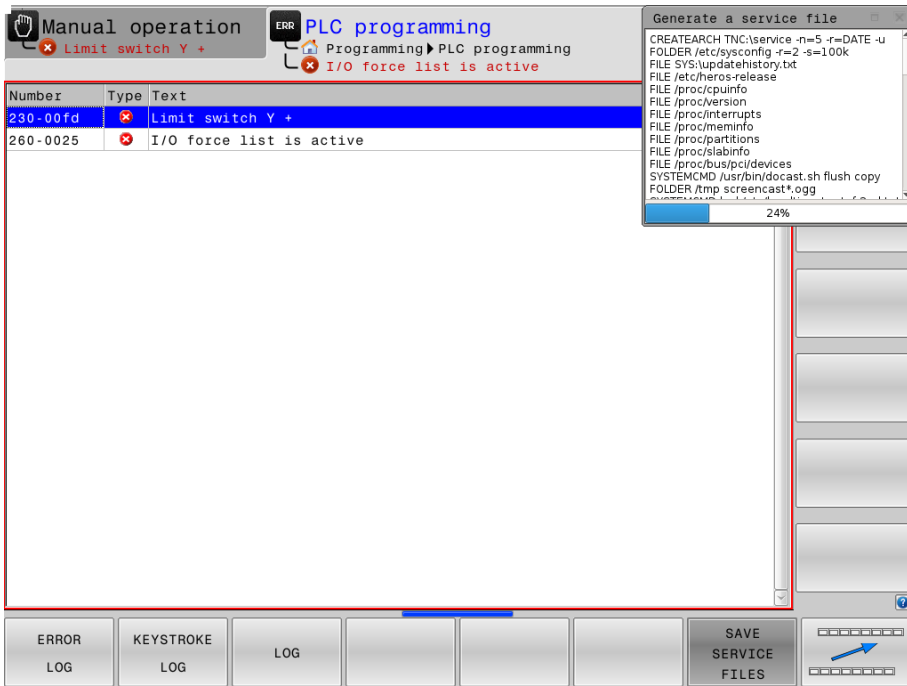 Manual operation
Limit switch Y +
ERR PLC programming
Programming PLC programming
I/O force list is active
Generate a service file
CREATEARCH TNC:\service -n=5 -r=DATE -u
FOLDER /etc/sysconfig -r=2 -s=100k
FILE SYS:\updatehistory.txt
FILE /etc/heros-release
FILE /proc/cpuinfo
FILE /proc/version
FILE /proc/interrupts
FILE /proc/meminfo
FILE /proc/partitions
FILE /proc/slabinfo
FILE /proc/bus/pci/devices
SYSTEMCMD /usr/bin/docast.sh flush copy
FOLDER /tmp screencast*.ogg
24%
Number Type Text
230-00fd Limit switch Y +
260-0025 I/O force list is active
ERROR
LOG
KEYSTROKE
LOG
LOG
SAVE
SERVICE
FILES